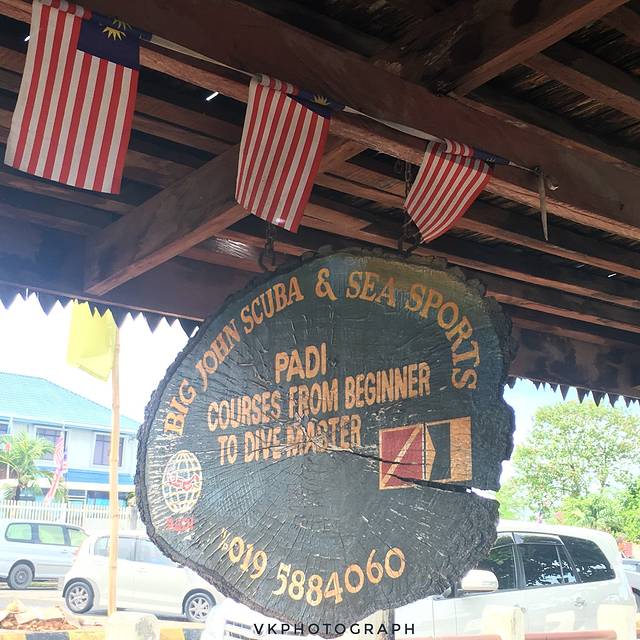 BIG JOHN SCUBA & SEA SPORTS
PADI
COURSES FROM BEGINNER
TO DIVE MASTER
019 5884060
VKPHOTOGRAPH